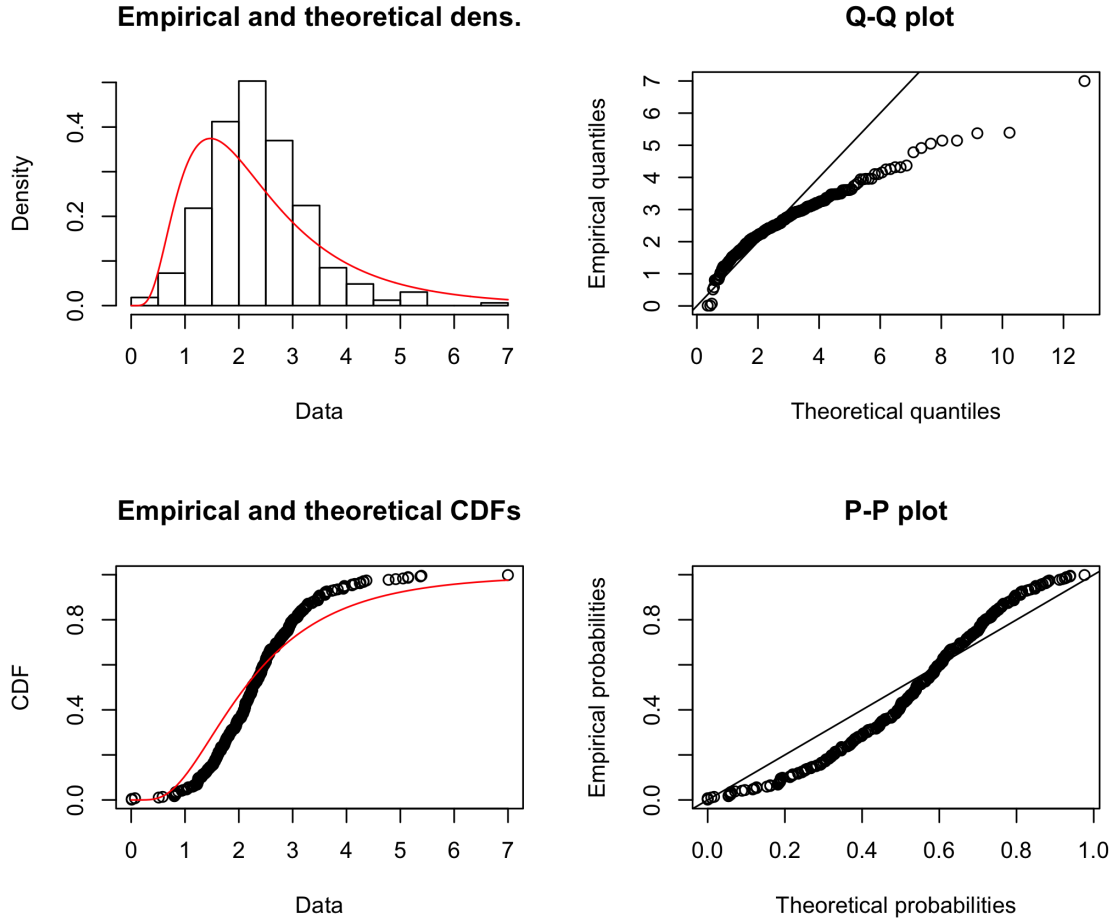 Empirical and theoretical dens.
Density
0.0 0.2 0.4
0 1 2 3 4 5 6 7
Data
Q-Q plot
Empirical quantiles
0 1 2 3 4 5 6 7
0 2 4 6 8 10 12
Theoretical quantiles
Empirical and theoretical CDFs
CDF
0.0 0.4 0.8
0 1 2 3 4 5 6 7
Data
P-P plot
Empirical probabilities
0.0 0.4 0.8
0.0 0.2 0.4 0.6 0.8 1.0
Theoretical probabilities